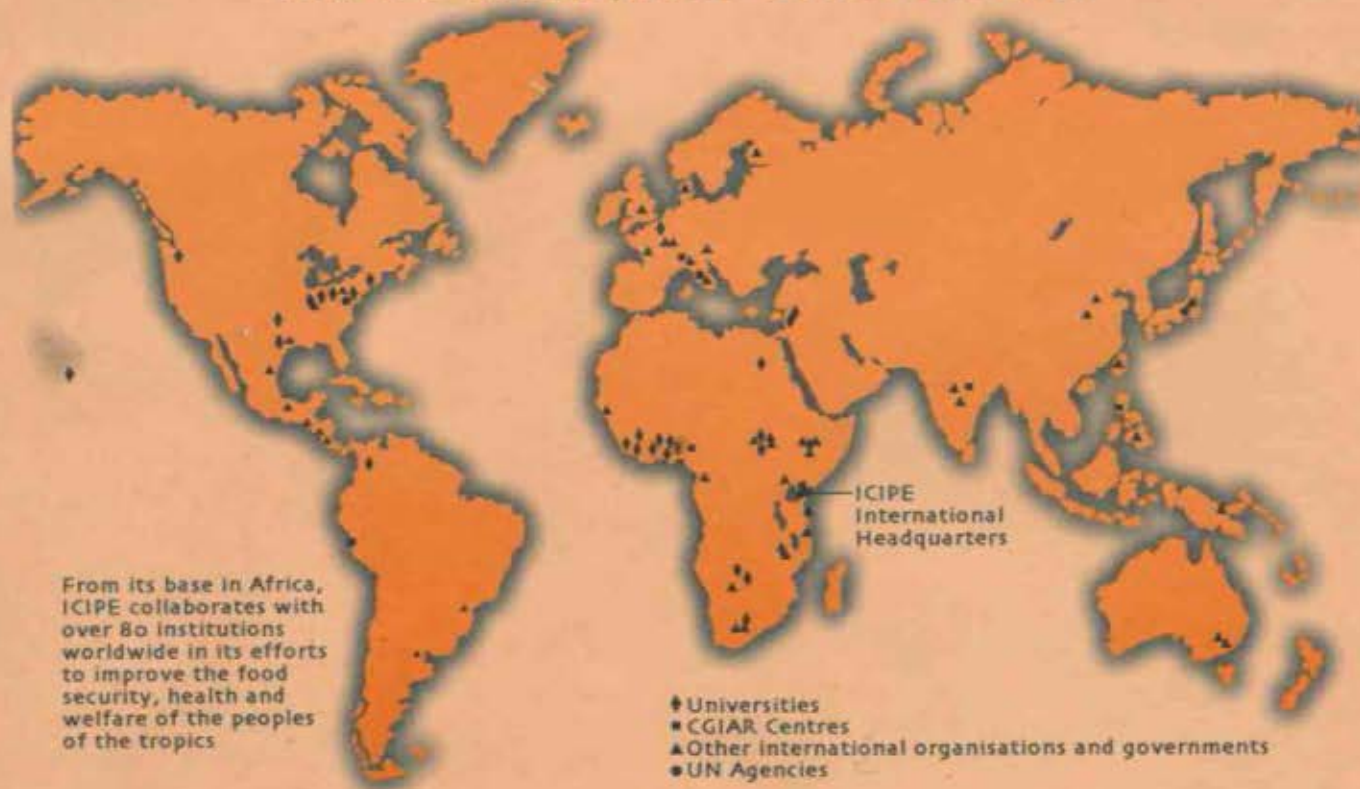 ICIPE
International
Headquarters
From its base in Africa,
ICIPE collaborates with
over 80 institutions
worldwide in its efforts
to improve the food
security, health and
welfare of the peoples
of the tropics
Universities
CGIAR Centres
Other international organisations and governments
UN Agencies